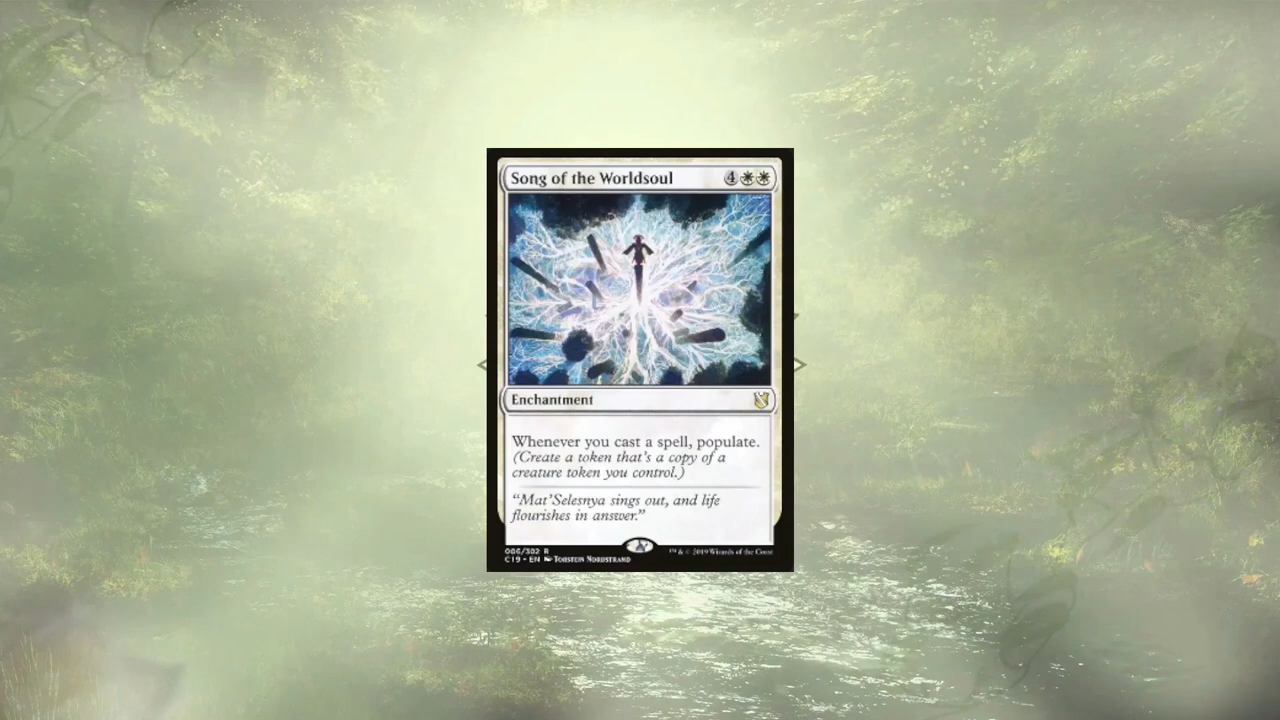 Song of the Worldsoul 4
Enchantment
Whenever you cast a spell, populate.
(Create a token that's a copy of a
creature token you control.)
"Mat'Selesnya sings out, and life
flourishes in answer."
006/302 R
C19 • EN Torstein Nordstrand
™ & © 2019 Wizards of the Coast